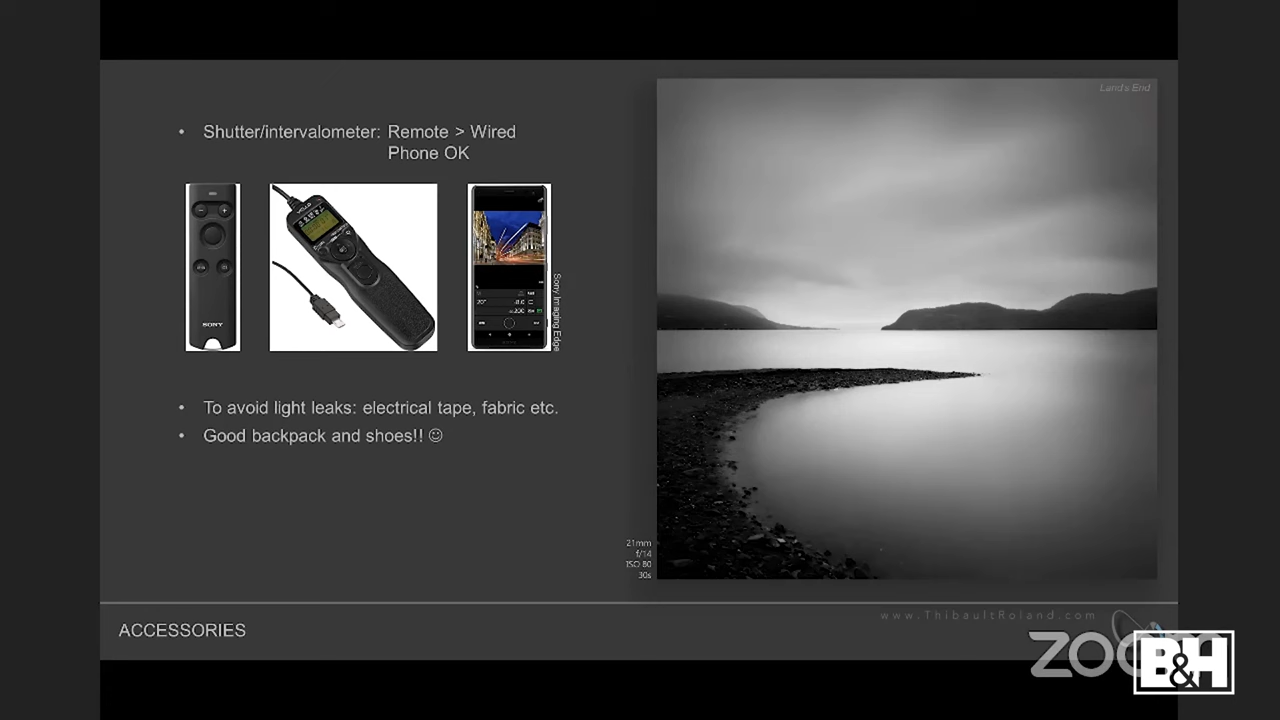 Land's End
• Shutter/intervalometer: Remote > Wired
Phone OK
VELLO
SONY
Sony Imaging Edge
• To avoid light leaks: electrical tape, fabric etc.
• Good backpack and shoes!! ☺
21mm
f/14
ISO 80
30s
www.ThibaultRoland.com
ACCESSORIES
B&H